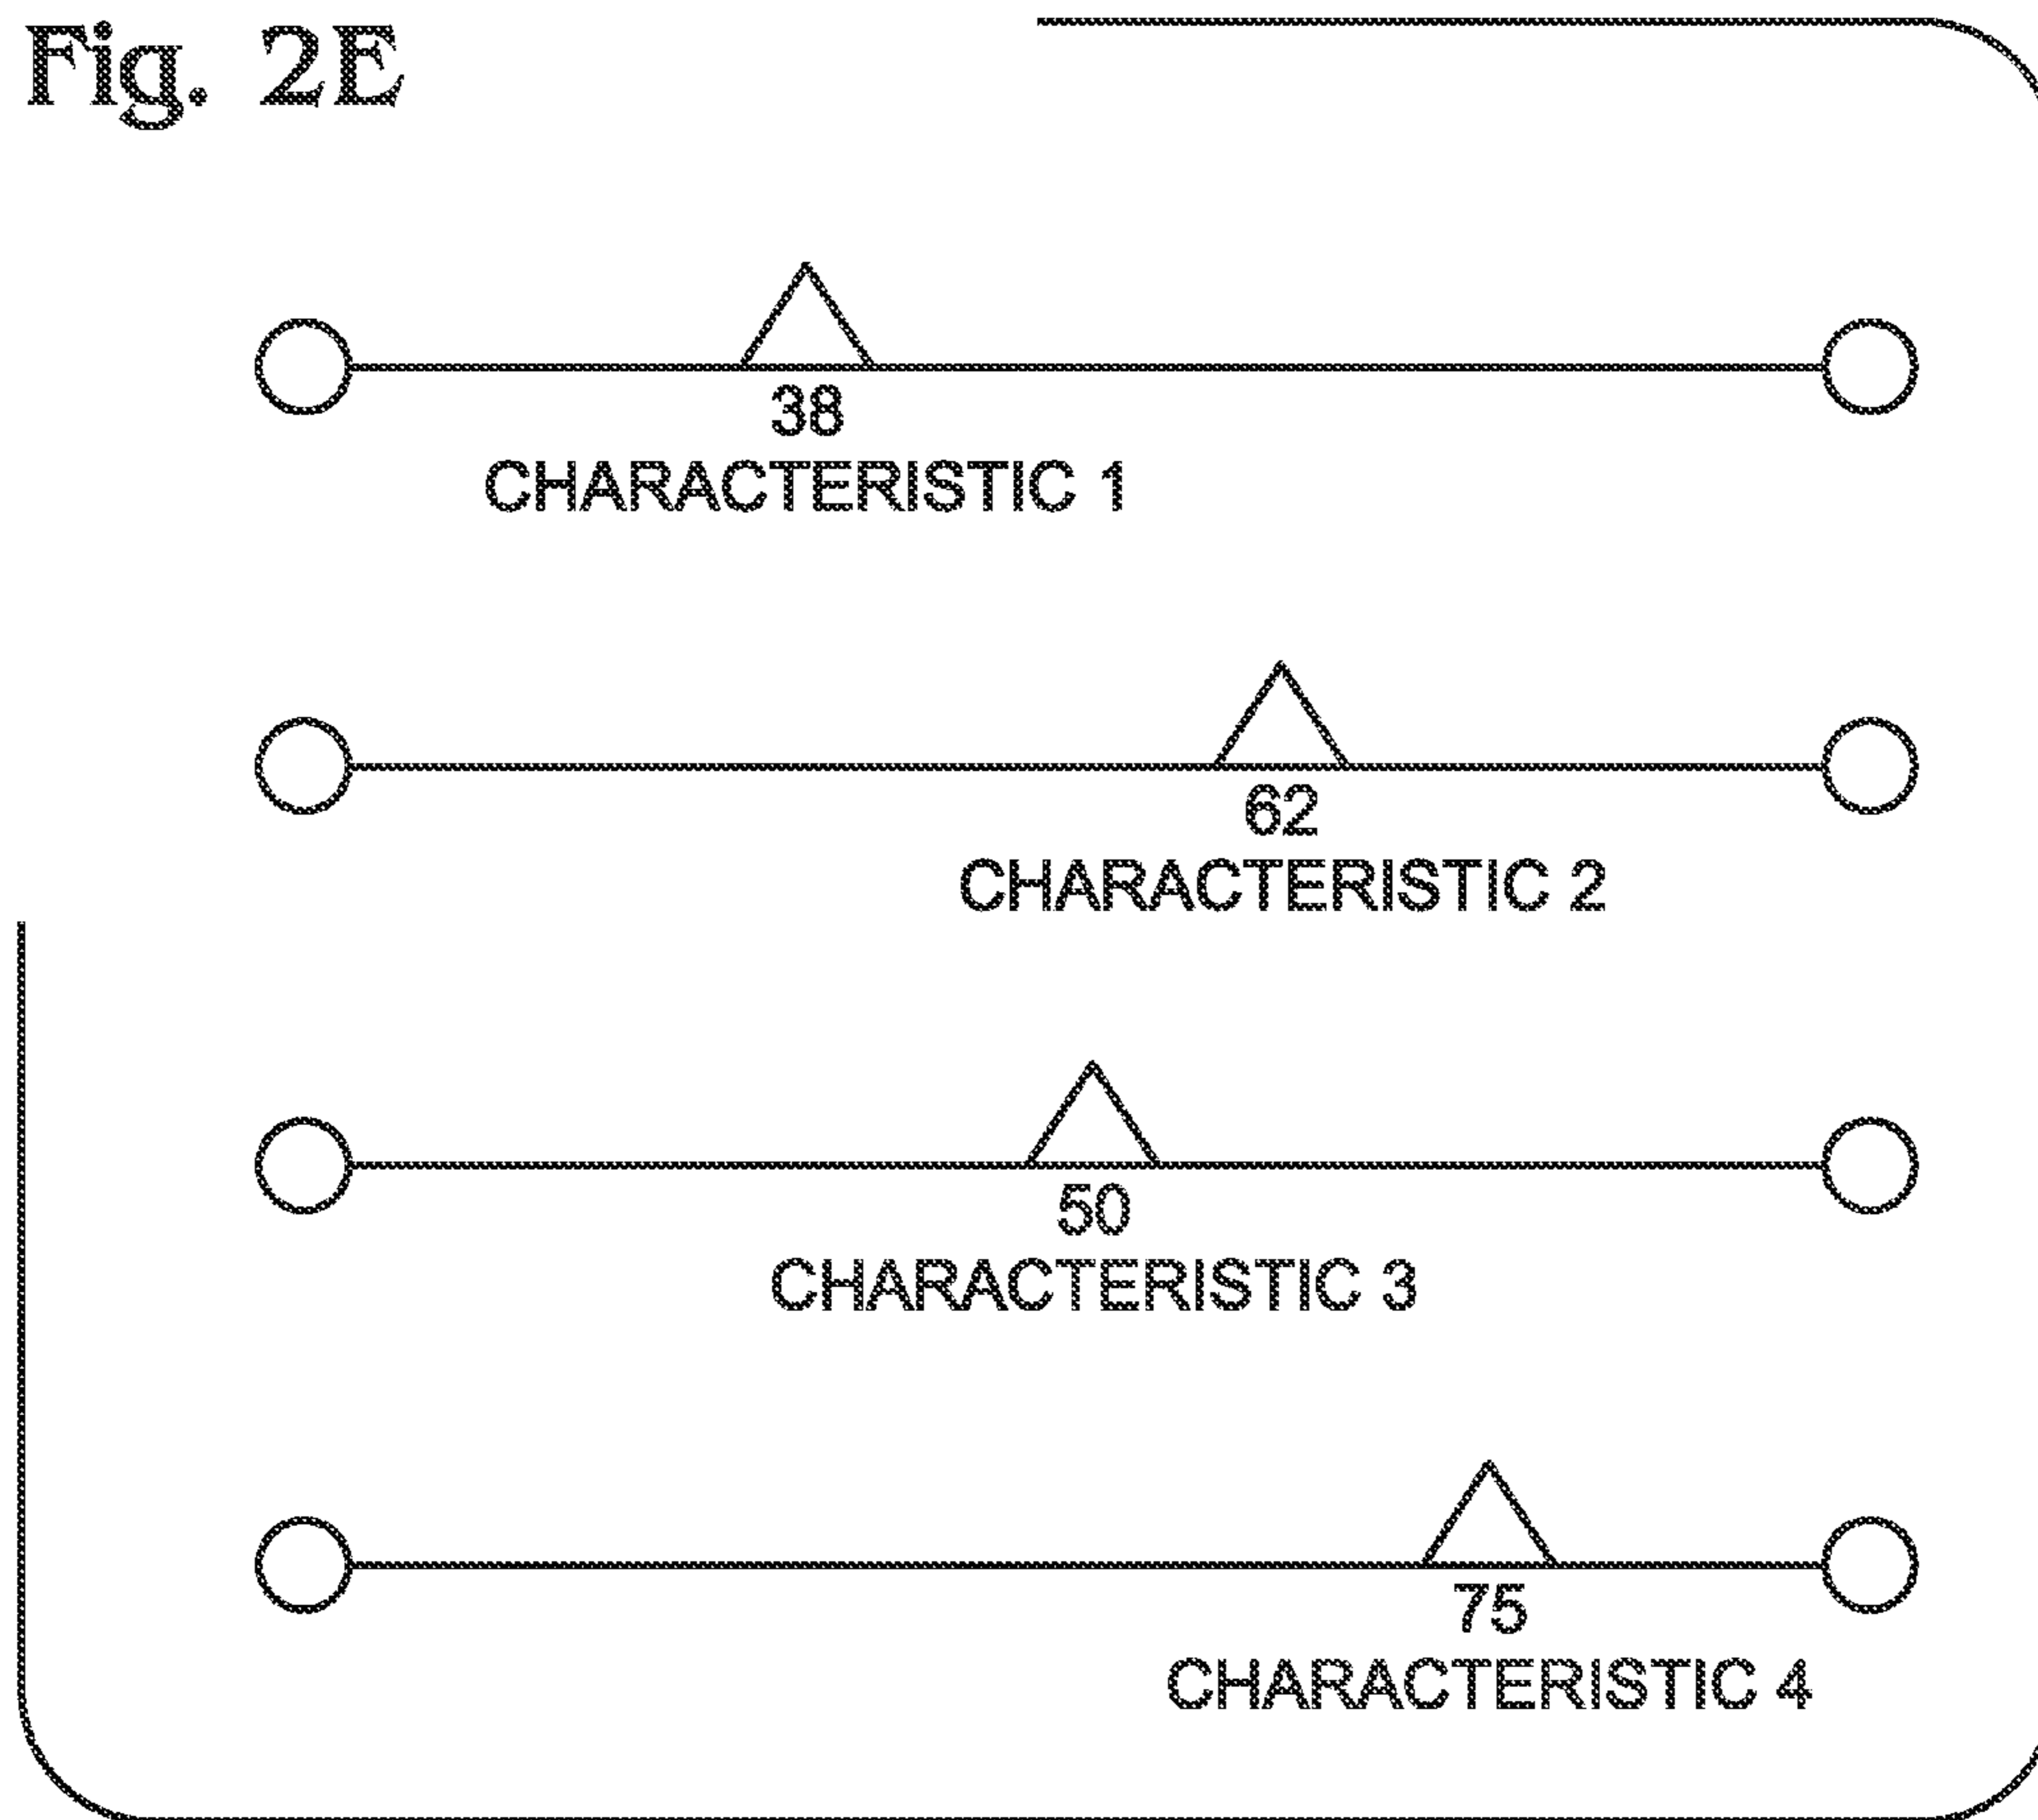 Fig. 2E
38
CHARACTERISTIC 1
62
CHARACTERISTIC 2
50
CHARACTERISTIC 3
75
CHARACTERISTIC 4